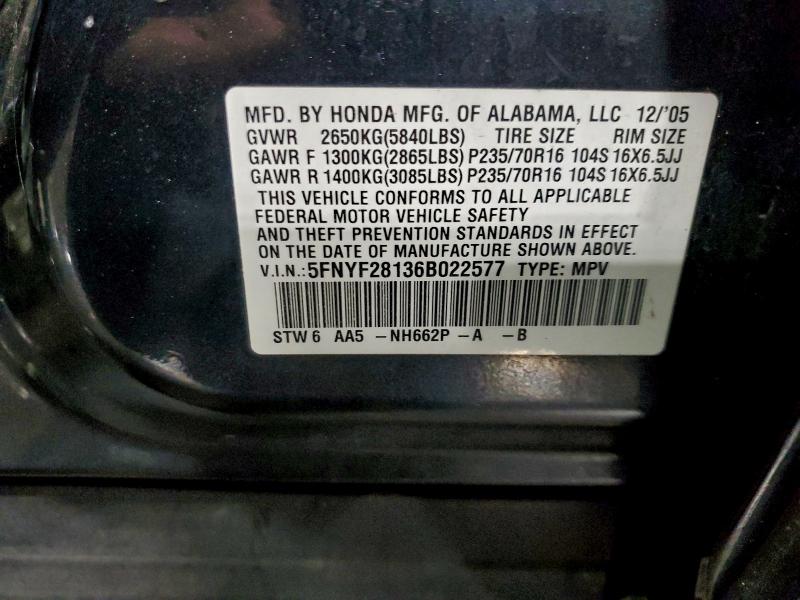 MFD. BY HONDA MFG. OF ALABAMA, LLC 12/'05
GVWR 2650KG(5840LBS) TIRE SIZE RIM SIZE
GAWR F 1300KG(2865LBS) P235/70R16 104S 16X6.5JJ
GAWR R 1400KG(3085LBS) P235/70R16 104S 16X6.5JJ
THIS VEHICLE CONFORMS TO ALL APPLICABLE
FEDERAL MOTOR VEHICLE SAFETY
AND THEFT PREVENTION STANDARDS IN EFFECT
ON THE DATE OF MANUFACTURE SHOWN ABOVE.
V.I.N.:5FNYF28136B022577 TYPE: MPV
STW6 AA5 -NH662P -A -B